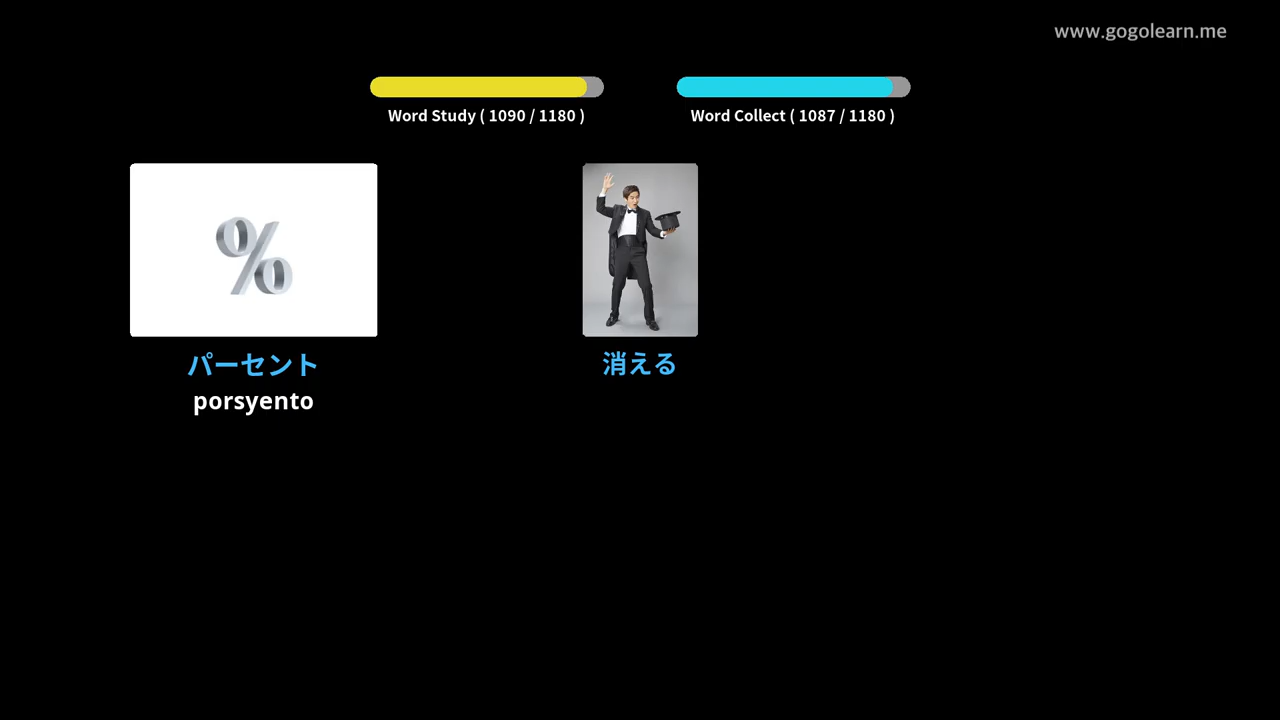 www.gogolearn.me
Word Study ( 1090 / 1180 )
Word Collect ( 1087 / 1180 )
%
パーセント
porsyento
消える